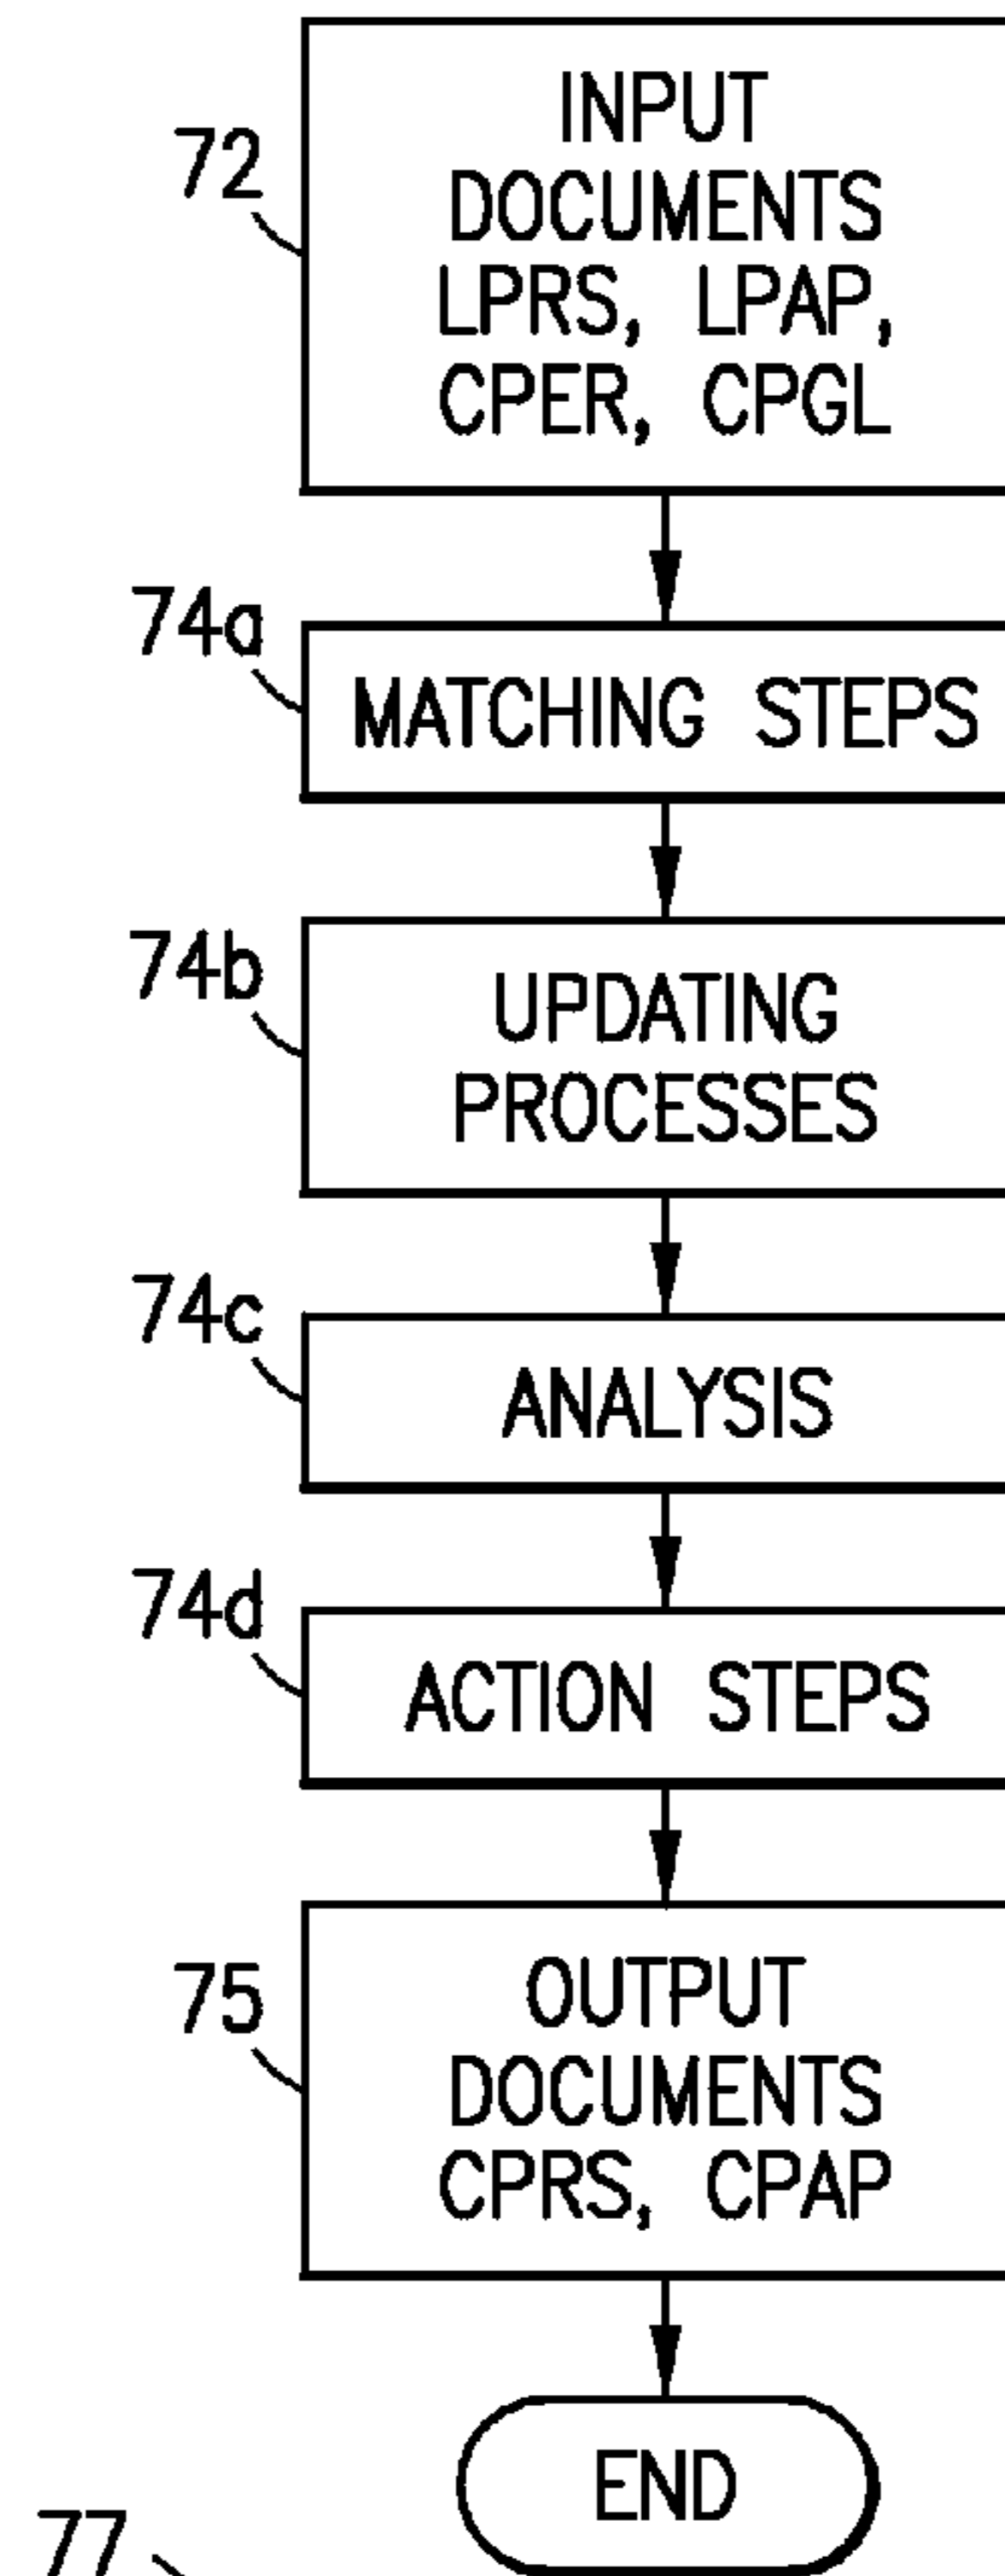 72
INPUT
DOCUMENTS
LPRS, LPAP,
CPER, CPGL
74a
MATCHING STEPS
74b
UPDATING
PROCESSES
74c
ANALYSIS
74d
ACTION STEPS
75
OUTPUT
DOCUMENTS
CPRS, CPAP
END
77